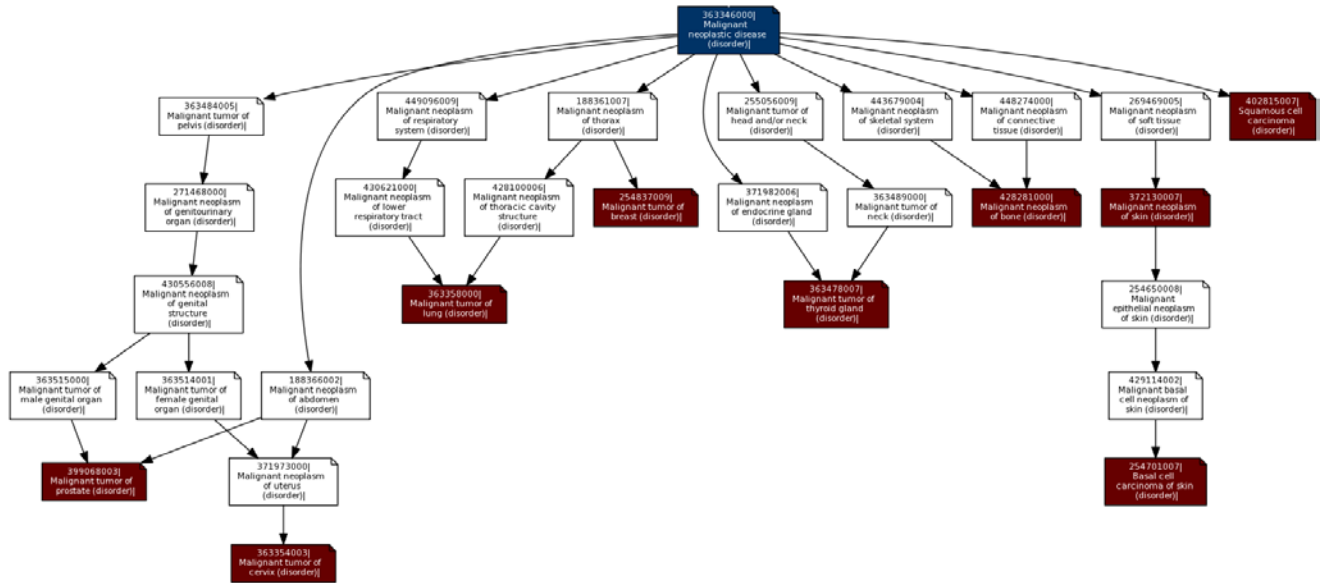 363346000|
Malignant
neoplastic disease
(disorder)|
363484005|
Malignant tumor of
pelvis (disorder)|
449096009|
Malignant neoplasm
of respiratory
system (disorder)|
188361007|
Malignant neoplasm
of thorax
(disorder)|
255056009|
Malignant tumor of
head and/or neck
(disorder)|
443679004|
Malignant neoplasm
of skeletal system
(disorder)|
448274000|
Malignant neoplasm
of connective
tissue (disorder)|
269469005|
Malignant neoplasm
of soft tissue
(disorder)|
402815007|
Squamous cell
carcinoma
(disorder)|
271468000|
Malignant neoplasm
of genitourinary
organ (disorder)|
430621000|
Malignant neoplasm
of lower
respiratory tract
(disorder)|
428100006|
Malignant neoplasm
of thoracic cavity
structure
(disorder)|
254837009|
Malignant tumor of
breast (disorder)|
371982006|
Malignant neoplasm
of endocrine gland
(disorder)|
363489000|
Malignant tumor of
neck (disorder)|
428281000|
Malignant neoplasm
of bone (disorder)|
372130007|
Malignant neoplasm
of skin (disorder)|
430556008|
Malignant neoplasm
of genital
structure
(disorder)|
363358000|
Malignant tumor of
lung (disorder)|
363478007|
Malignant tumor of
thyroid gland
(disorder)|
254650008|
Malignant
epithelial neoplasm
of skin (disorder)|
363515000|
Malignant tumor of
male genital organ
(disorder)|
363514001|
Malignant tumor of
female genital
organ (disorder)|
188366002|
Malignant neoplasm
of abdomen
(disorder)|
429114002|
Malignant basal
cell neoplasm of
skin (disorder)|
399068003|
Malignant tumor of
prostate (disorder)|
371973000|
Malignant neoplasm
of uterus
(disorder)|
254701007|
Basal cell
carcinoma of skin
(disorder)|
363354003|
Malignant tumor of
cervix (disorder)|